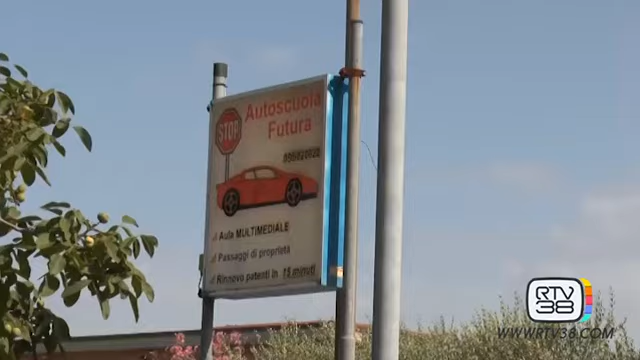 STOP
Autoscuola
Futura
Aula MULTIMEDIALE
Passaggi di proprietà
Rinnovo patenti in 15 minuti
RTV
38
WWW.RTV38.COM